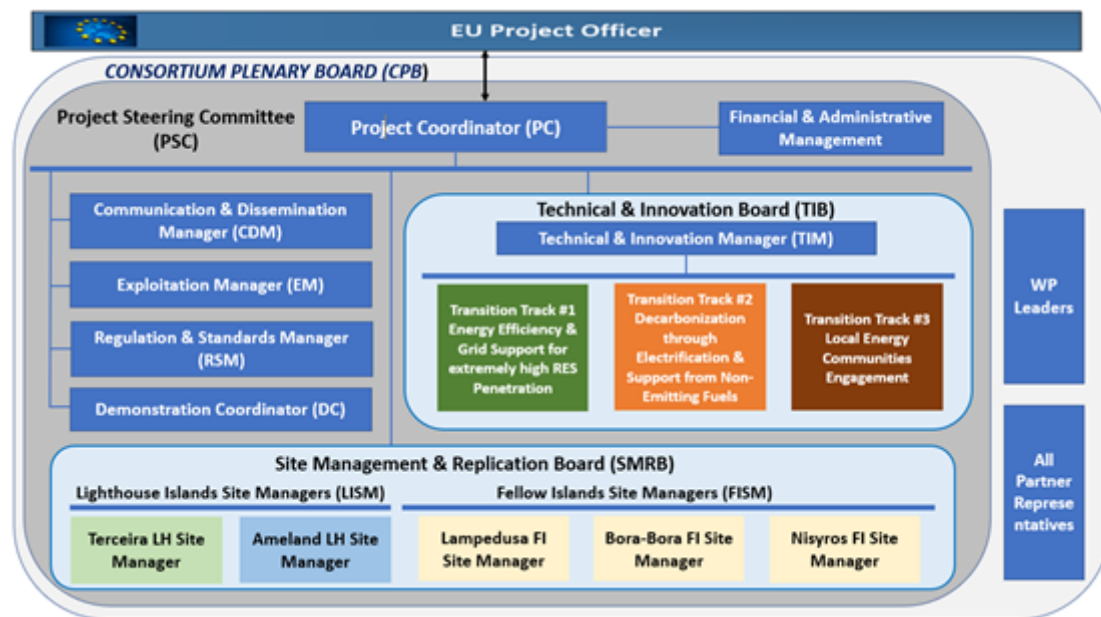 EU Project Officer
CONSORTIUM PLENARY BOARD (CPB)
Project Steering Committee
(PSC)
Project Coordinator (PC)
Financial & Administrative
Management
Communication & Dissemination
Manager (CDM)
Exploitation Manager (EM)
Regulation & Standards Manager
(RSM)
Demonstration Coordinator (DC)
Technical & Innovation Board (TIB)
Technical & Innovation Manager (TIM)
Transition Track #1
Energy Efficiency &
Grid Support for
extremely high RES
Penetration
Transition Track #2
Decarbonization
through
Electrification &
Support from Non-
Emitting Fuels
Transition Track #3
Local Energy
Communities
Engagement
WP
Leaders
All
Partner
Represe
ntatives
Site Management & Replication Board (SMRB)
Lighthouse Islands Site Managers (LISM)
Fellow Islands Site Managers (FISM)
Terceira LH Site
Manager
Ameland LH Site
Manager
Lampedusa FI
Site Manager
Bora-Bora FI Site
Manager
Nisyros FI Site
Manager